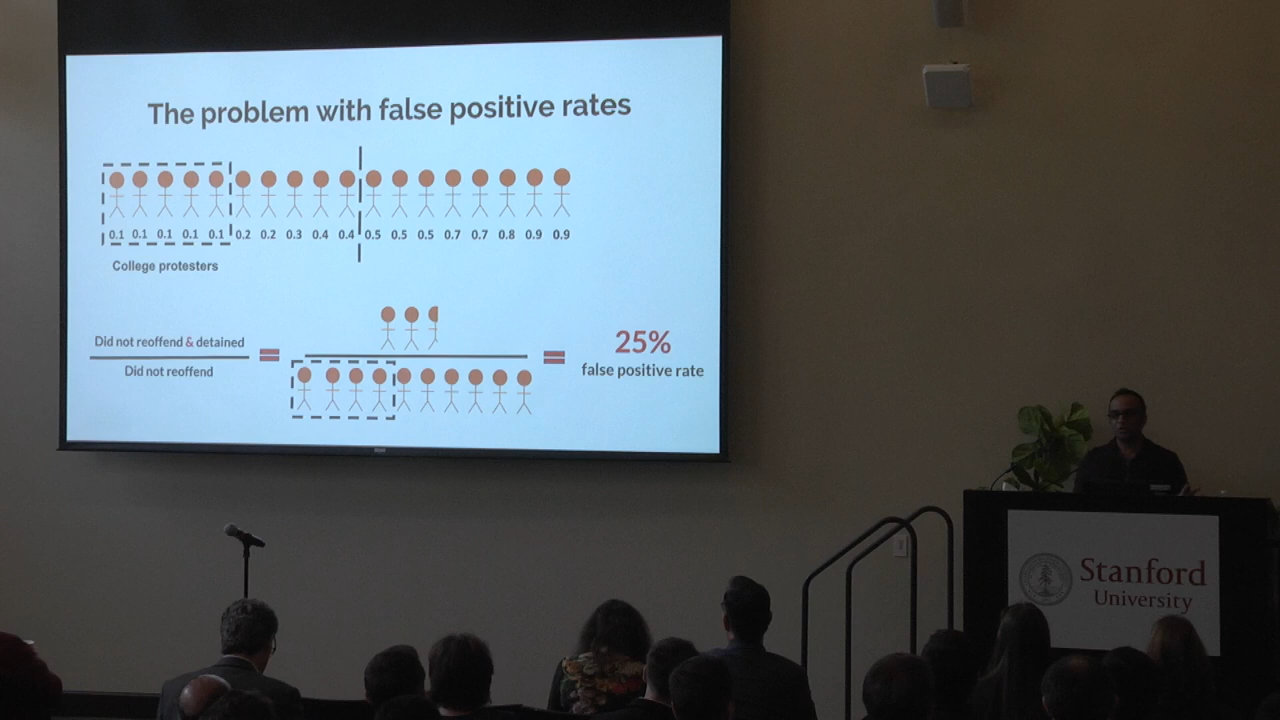 The problem with false positive rates
0.1 0.1 0.1 0.1 0.1 0.2 0.2 0.3 0.4 0.4 0.5 0.5 0.5 0.7 0.7 0.8 0.9 0.9
College protesters
Did not reoffend & detained
Did not reoffend
=
=
25%
false positive rate
Stanford
University